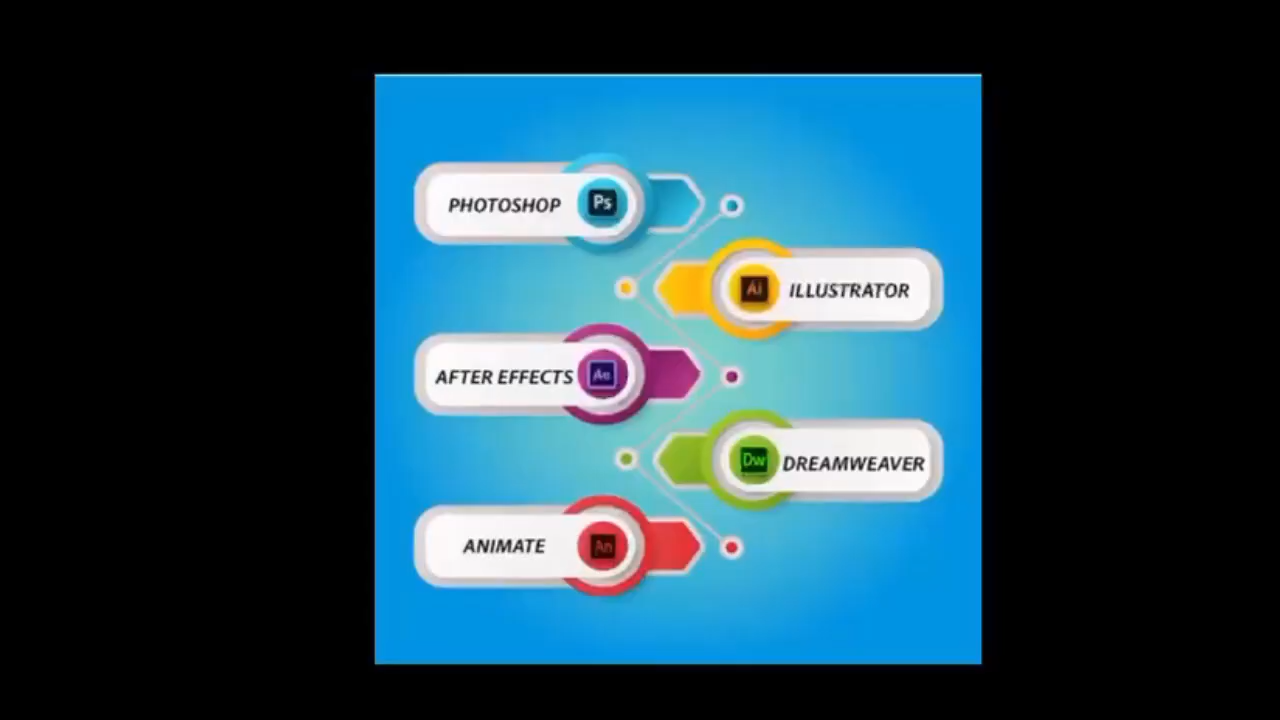 PHOTOSHOP Ps
Ai ILLUSTRATOR
AFTER EFFECTS Ae
Dw DREAMWEAVER
ANIMATE An